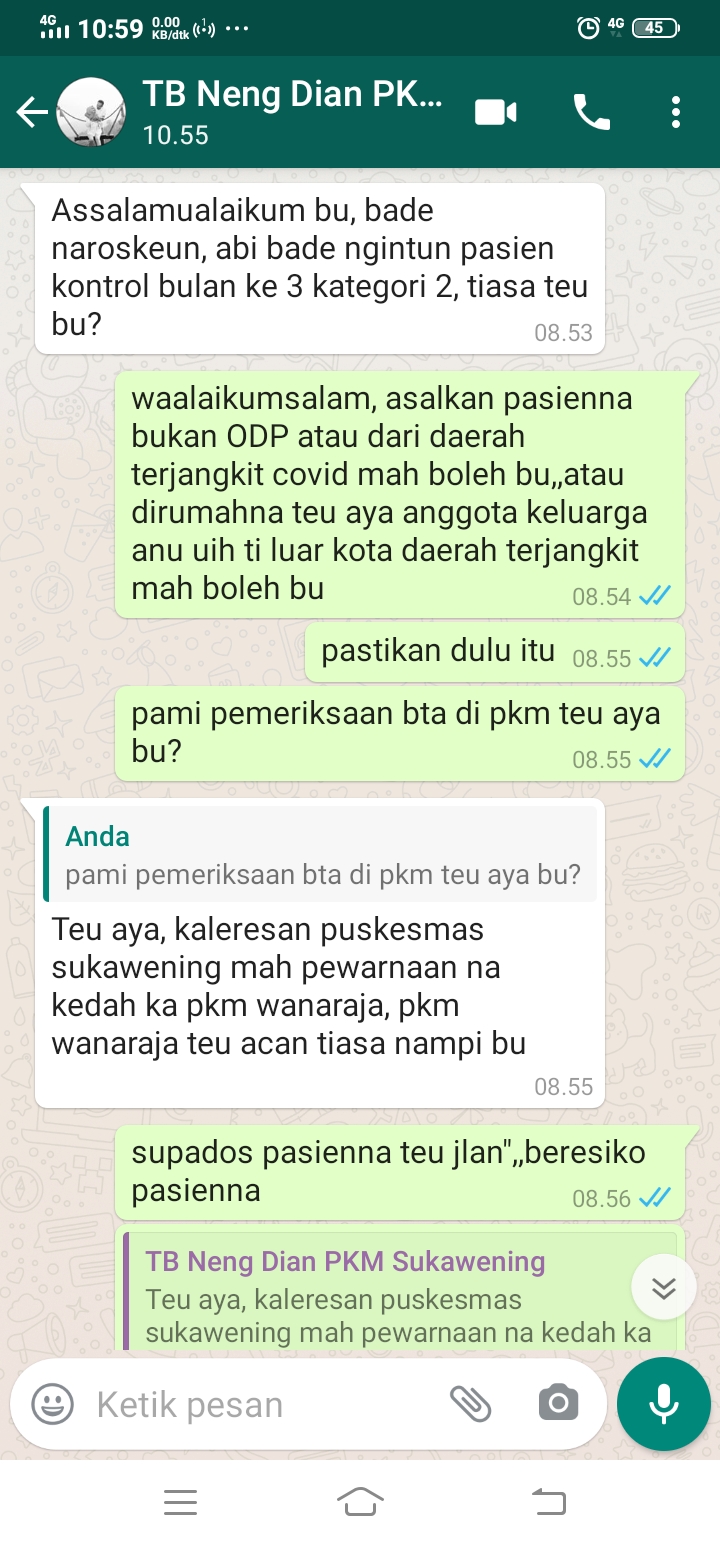 4G 10:59 0.00 KB/dtk ... 4G 45
TB Neng Dian PK...
10.55
Assalamualaikum bu, bade
naroskeun, abi bade ngintun pasien
kontrol bulan ke 3 kategori 2, tiasa teu
bu?
08.53
waalaikumsalam, asalkan pasienna
bukan ODP atau dari daerah
terjangkit covid mah boleh bu,,atau
dirumahna teu aya anggota keluarga
anu uih ti luar kota daerah terjangkit
mah boleh bu
08.54
pastikan dulu itu 08.55
pami pemeriksaan bta di pkm teu aya
bu?
08.55
Anda
pami pemeriksaan bta di pkm teu aya bu?
Teu aya, kaleresan puskesmas
sukawening mah pewarnaan na
kedah ka pkm wanaraja, pkm
wanaraja teu acan tiasa nampi bu
08.55
supados pasienna teu jlan",,beresiko
pasienna
08.56
TB Neng Dian PKM Sukawening
Teu aya, kaleresan puskesmas
sukawening mah pewarnaan na kedah ka
Ketik pesan